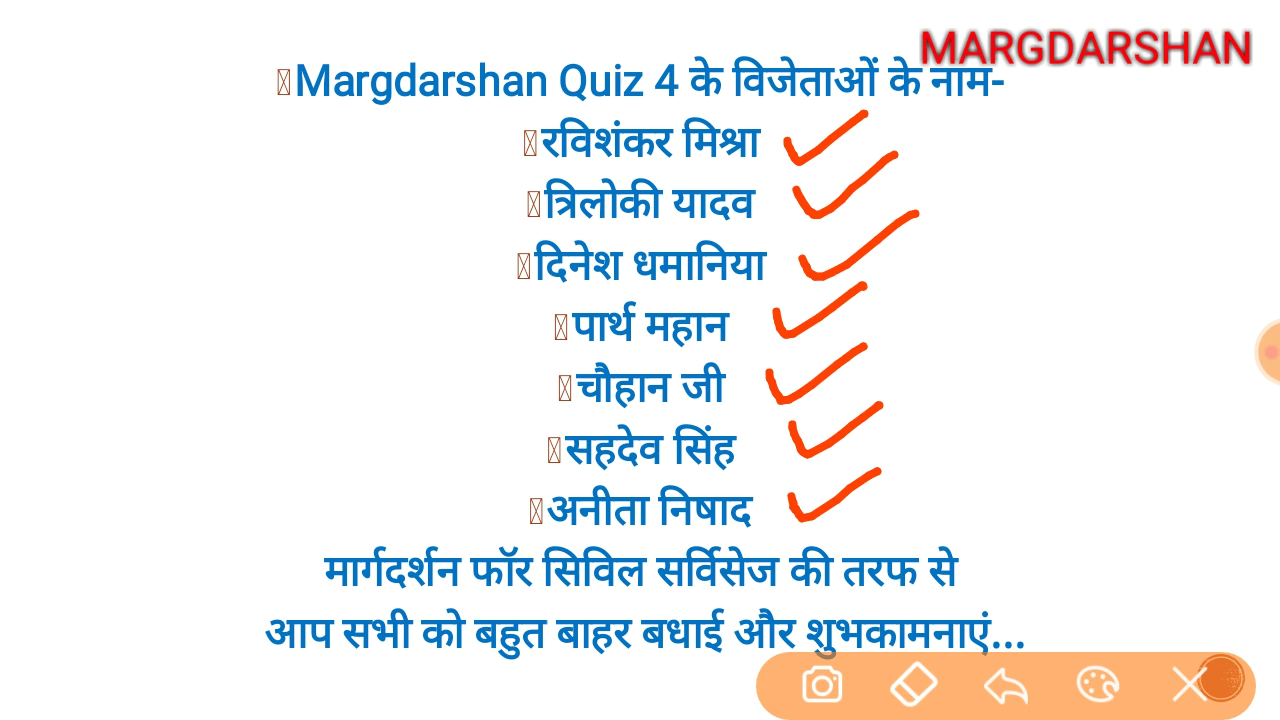 MARGDARSHAN
Margdarshan Quiz 4 के विजेताओं के नाम-
रविशंकर मिश्रा
त्रिलोकी यादव
दिनेश धमानिया
पार्थ महान
चौहान जी
सहदेव सिंह
अनीता निषाद
मार्गदर्शन फॉर सिविल सर्विसेज की तरफ से
आप सभी को बहुत बाहर बधाई और शुभकामनाएं...